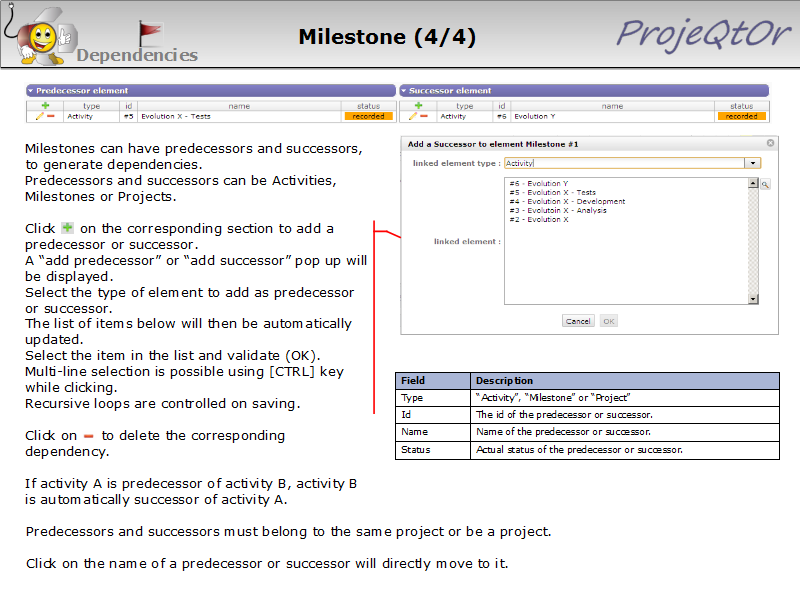 Dependencies
Milestone (4/4)
ProjeQtOr
Predecessor element
type id name status
Activity #5 Evolution X - Tests recorded
Successor element
type id name status
Activity #6 Evolution Y recorded
Milestones can have predecessors and successors,
to generate dependencies.
Predecessors and successors can be Activities,
Milestones or Projects.
Click on the corresponding section to add a
predecessor or successor.
A “add predecessor” or “add successor” pop up will
be displayed.
Select the type of element to add as predecessor
or successor.
The list of items below will then be automatically
updated.
Select the item in the list and validate (OK).
Multi-line selection is possible using [CTRL] key
while clicking.
Recursive loops are controlled on saving.
Click on to delete the corresponding
dependency.
If activity A is predecessor of activity B, activity B
is automatically successor of activity A.
Predecessors and successors must belong to the same project or be a project.
Click on the name of a predecessor or successor will directly move to it.
Add a Successor to element Milestone #1
linked element type : Activity
linked element :
#6 - Evolution Y
#5 - Evolution X - Tests
#4 - Evolution X - Development
#3 - Evolutoin X - Analysis
#2 - Evolution X
Cancel OK
Field Description
Type “Activity”, “Milestone” or “Project”
Id The id of the predecessor or successor.
Name Name of the predecessor or successor.
Status Actual status of the predecessor or successor.